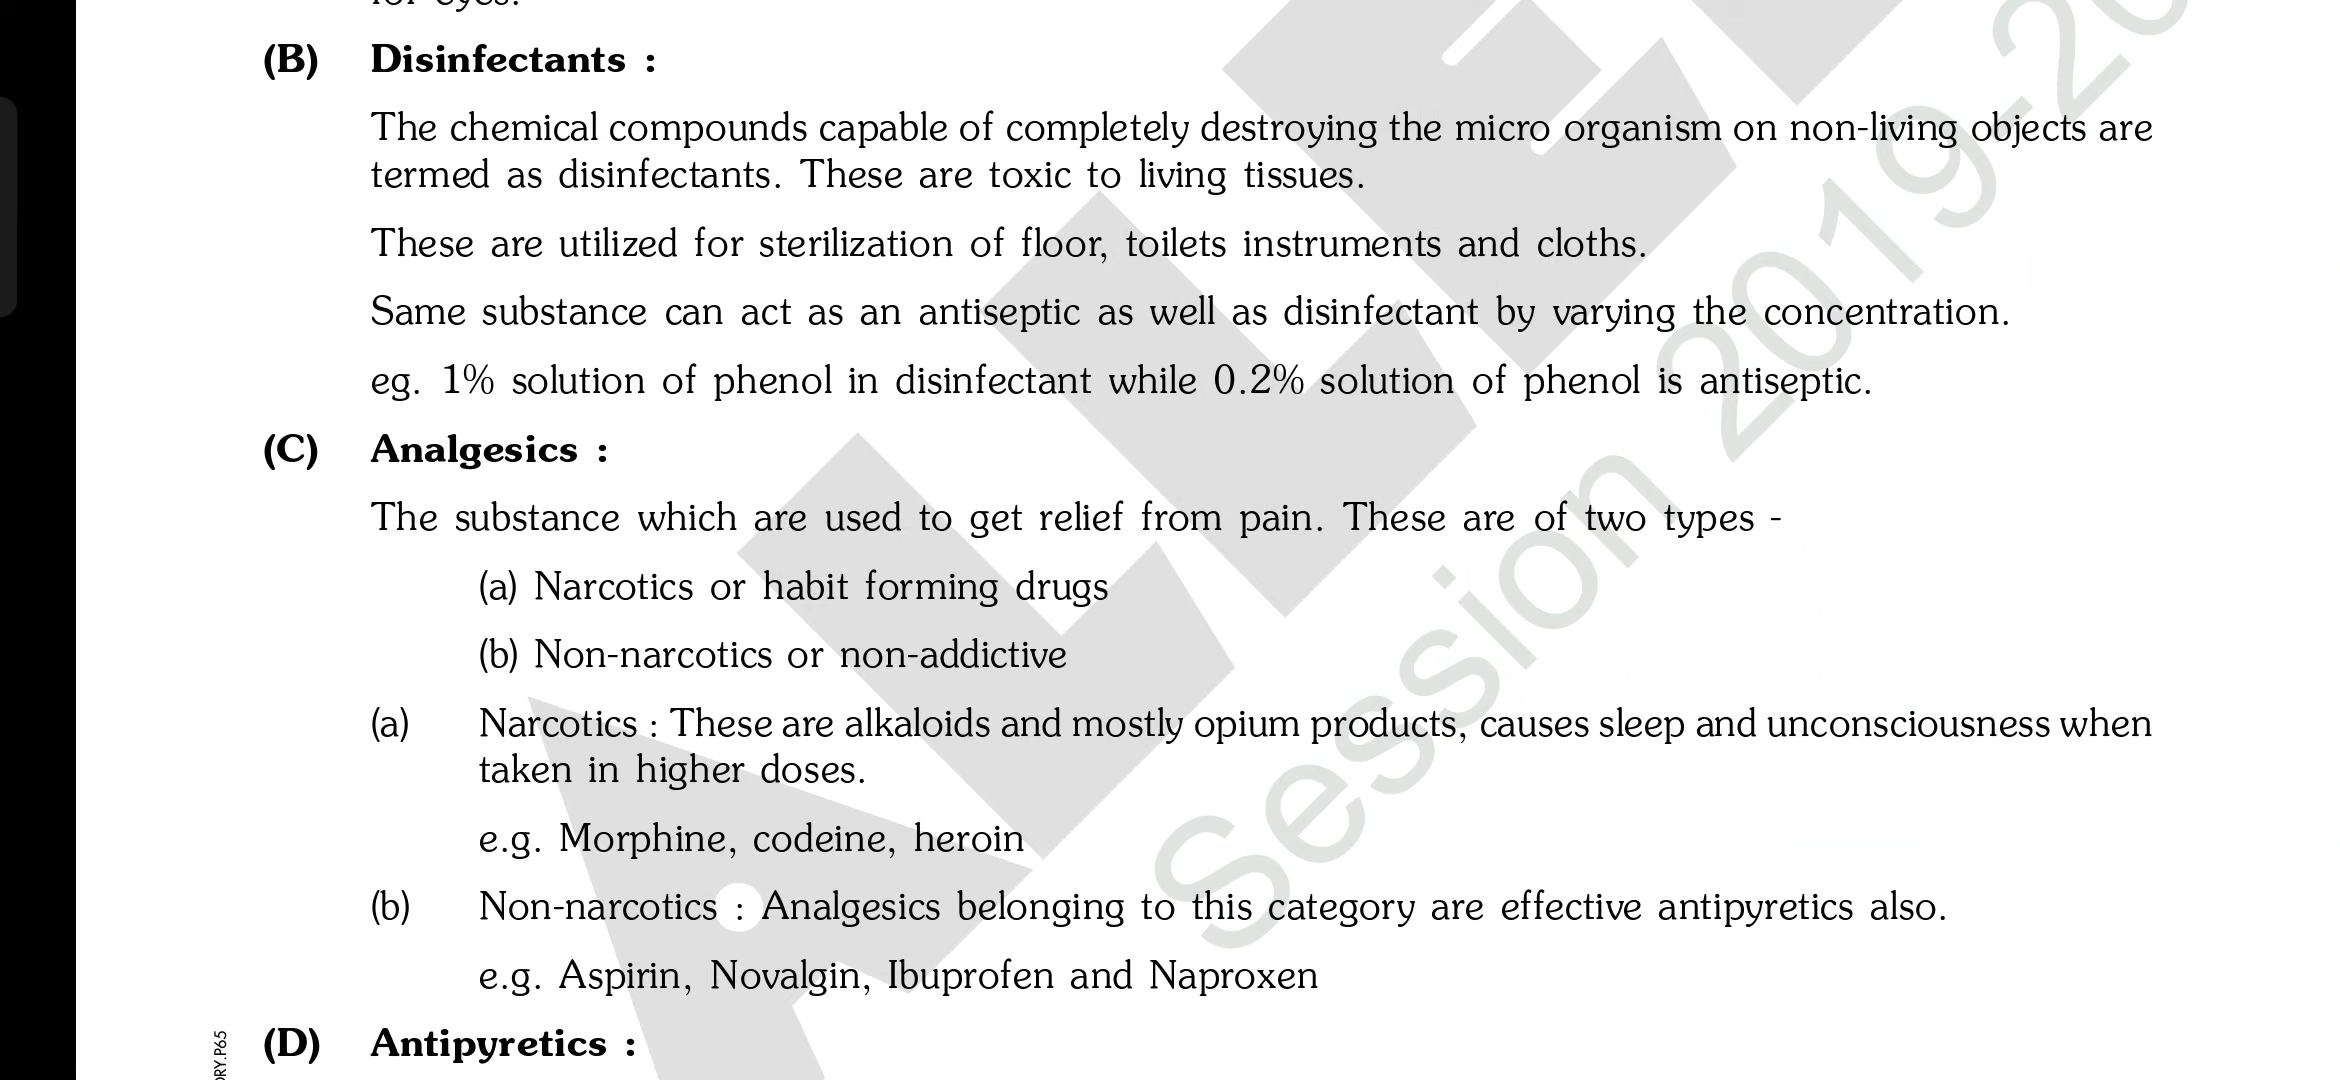 for eyes.
(B) Disinfectants :
The chemical compounds capable of completely destroying the micro organism on non-living objects are
termed as disinfectants. These are toxic to living tissues.
These are utilized for sterilization of floor, toilets instruments and cloths.
Same substance can act as an antiseptic as well as disinfectant by varying the concentration.
eg. 1% solution of phenol in disinfectant while 0.2% solution of phenol is antiseptic.
(C) Analgesics :
The substance which are used to get relief from pain. These are of two types -
(a) Narcotics or habit forming drugs
(b) Non-narcotics or non-addictive
(a) Narcotics : These are alkaloids and mostly opium products, causes sleep and unconsciousness when
taken in higher doses.
e.g. Morphine, codeine, heroin
(b) Non-narcotics : Analgesics belonging to this category are effective antipyretics also.
e.g. Aspirin, Novalgin, Ibuprofen and Naproxen
(D) Antipyretics :
ALLE
Session 2019-20